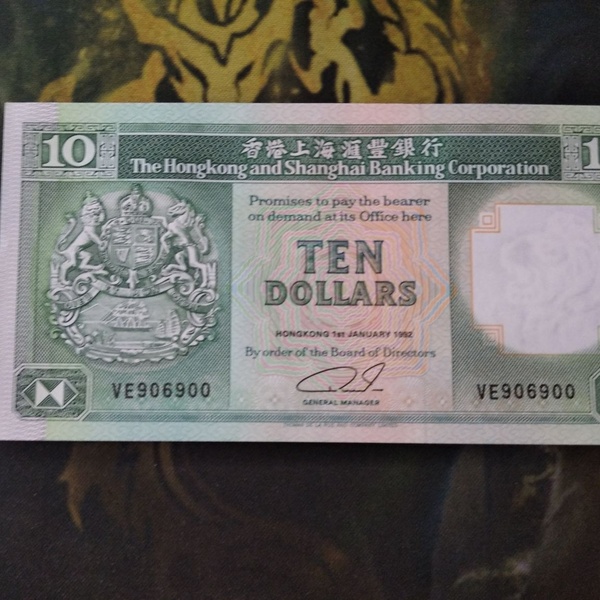 10
香港上海滙豐銀行
1
The Hongkong and Shanghai Banking Corporation
Promises to pay the bearer
on demand at its Office here
TEN
DOLLARS
HONGKONG 1st JANUARY 1992
By order of the Board of Directors
VE906900
VE906900
GENERAL MANAGER